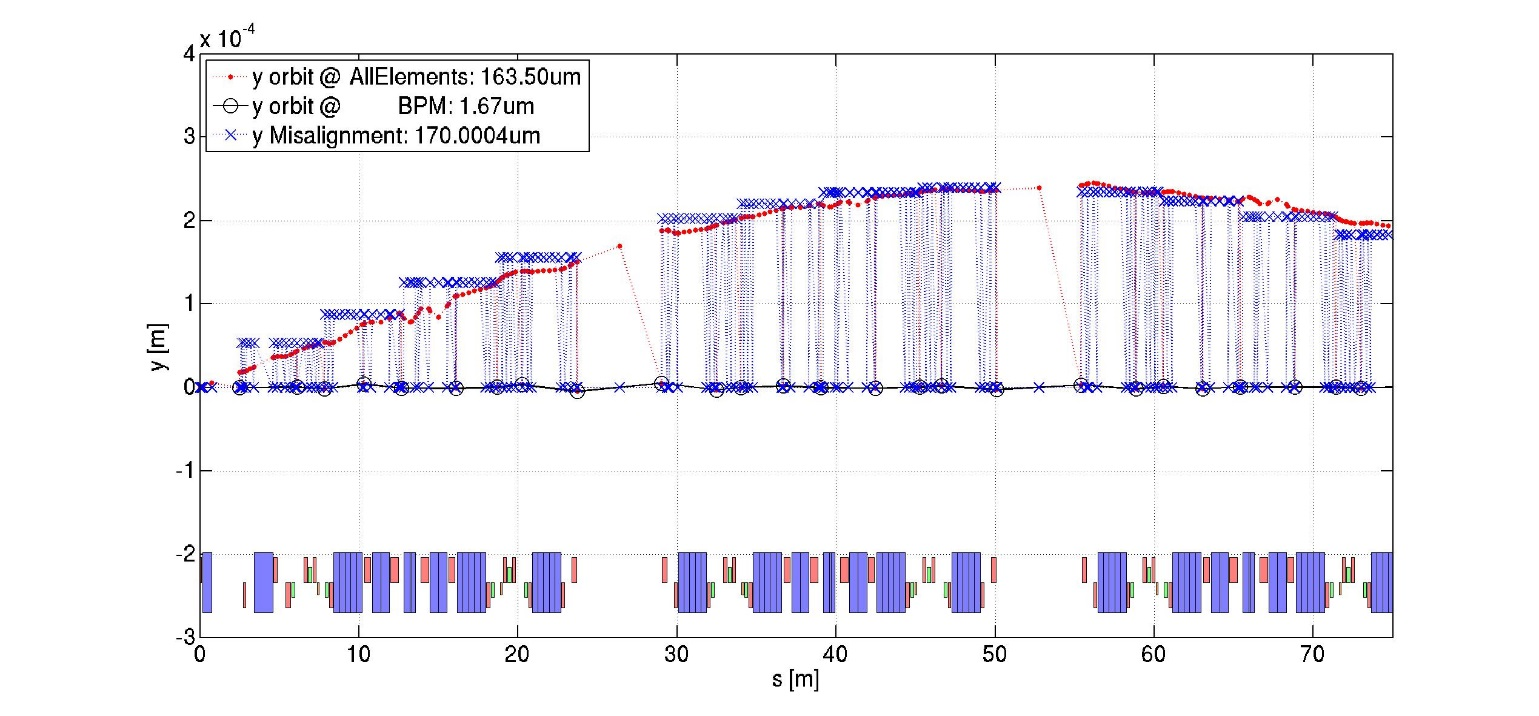 x 10-4
4
y orbit @ AllElements: 163.50um
y orbit @ BPM: 1.67um
y Misalignment: 170.0004um
3
2
1
0
-1
-2
-3
y [m]
0 10 20 30 40 50 60 70
s [m]